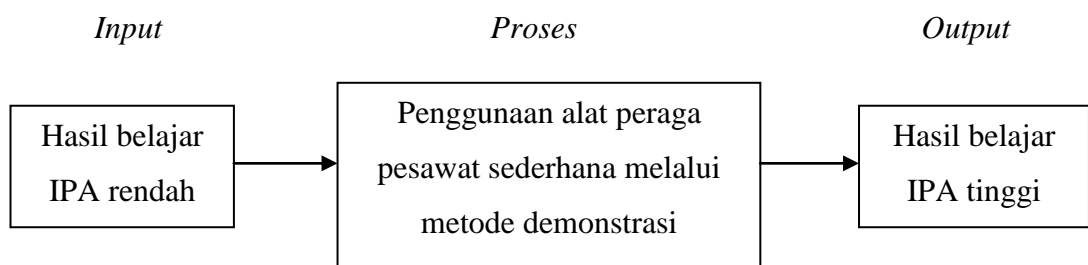 Input Proses Output
Hasil belajar
IPA rendah
Penggunaan alat peraga
pesawat sederhana melalui
metode demonstrasi
Hasil belajar
IPA tinggi